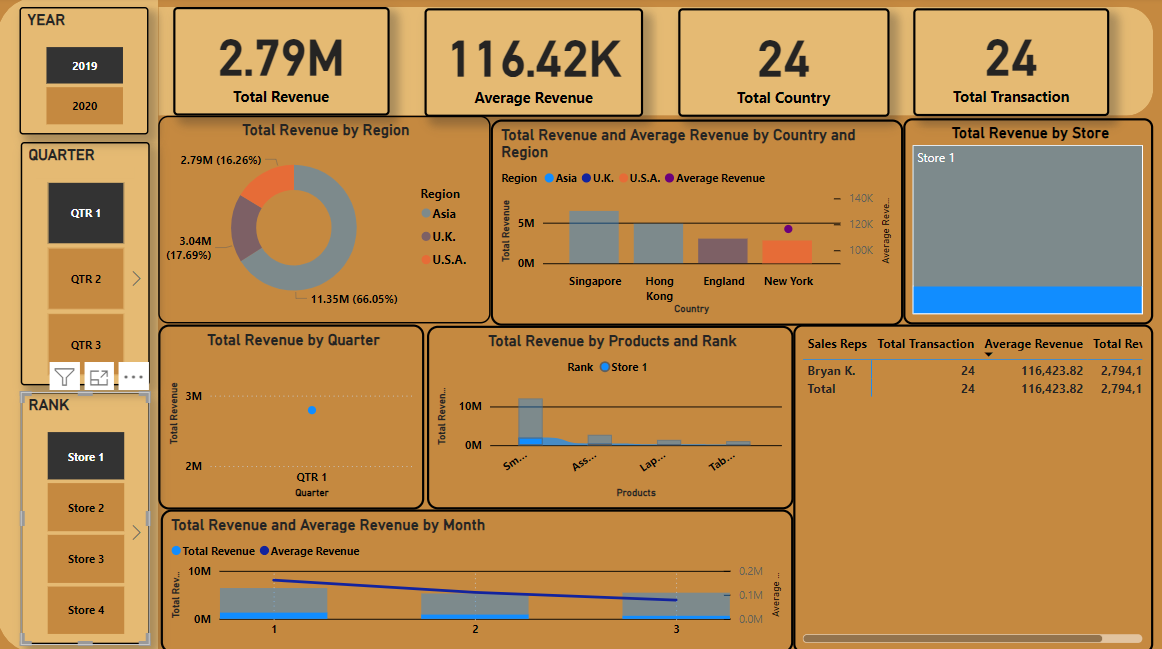 YEAR
2019
2020
2.79M
Total Revenue
116.42K
Average Revenue
24
Total Country
24
Total Transaction
QUARTER
QTR 1
QTR 2
QTR 3
RANK
Store 1
Store 2
Store 3
Store 4
Total Revenue by Region
2.79M (16.26%)
3.04M
(17.69%)
11.35M (66.05%)
Region
Asia
U.K.
U.S.A.
Total Revenue and Average Revenue by Country and
Region
Region Asia U.K. U.S.A. Average Revenue
Total Revenue
5M
0M
140K
120K
100K
Average Reve...
Singapore
Hong
Kong
England
New York
Country
Total Revenue by Store
Store 1
Total Revenue by Quarter
Total Revenue
3M
2M
QTR 1
Quarter
Total Revenue by Products and Rank
Rank Store 1
Total Reven...
10M
0M
Sm...
Ass...
Lap...
Tab...
Products
Sales Reps Total Transaction Average Revenue Total Rev
Bryan K. 24 116,423.82 2,794,1
Total 24 116,423.82 2,794,1
Total Revenue and Average Revenue by Month
Total Revenue Average Revenue
Total Rev...
10M
0M
0.2M
0.1M
0.0M
Average ...
1
2
3